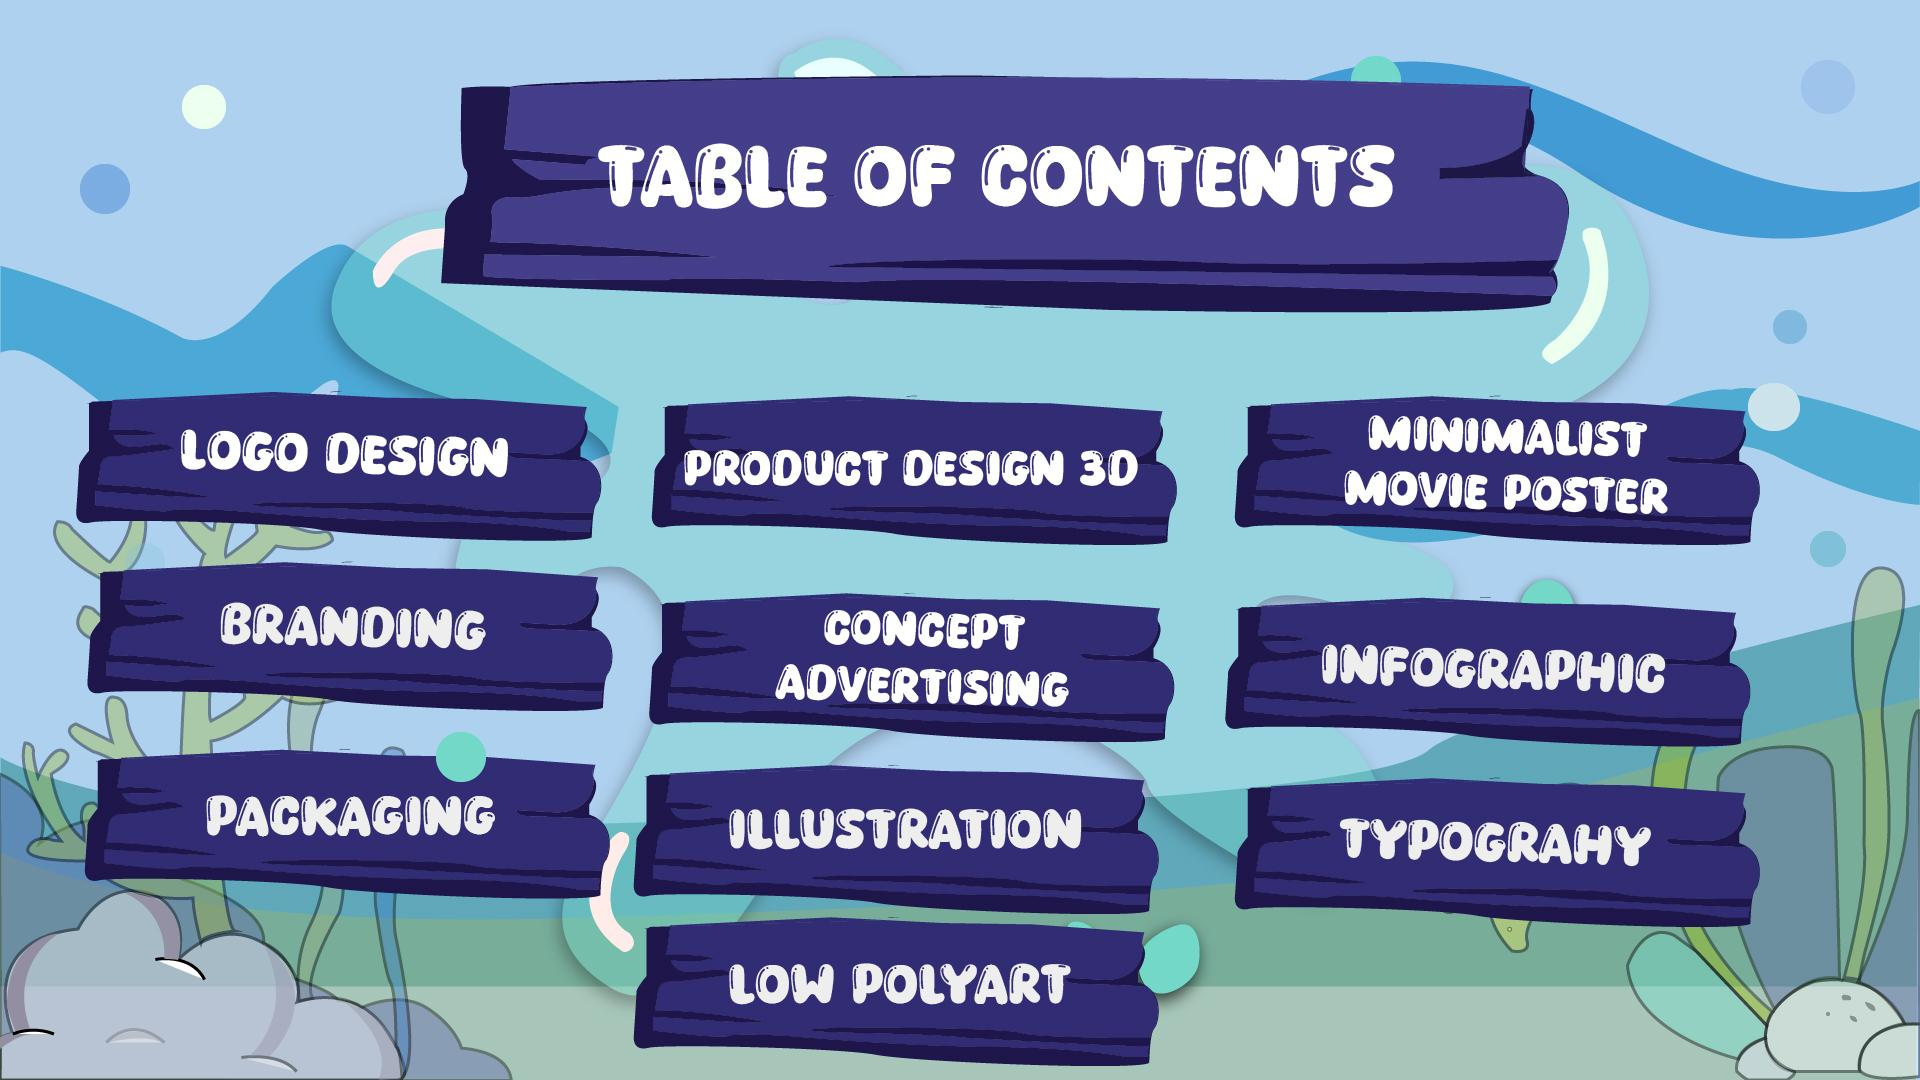 TABLE OF CONTENTS
LOGO DESIGN
PRODUCT DESIGN 3D
MINIMALIST
MOVIE POSTER
BRANDING
CONCEPT
ADVERTISING
INFOGRAPHIC
PACKAGING
ILLUSTRATION
TYPOGRAHY
LOW POLYART